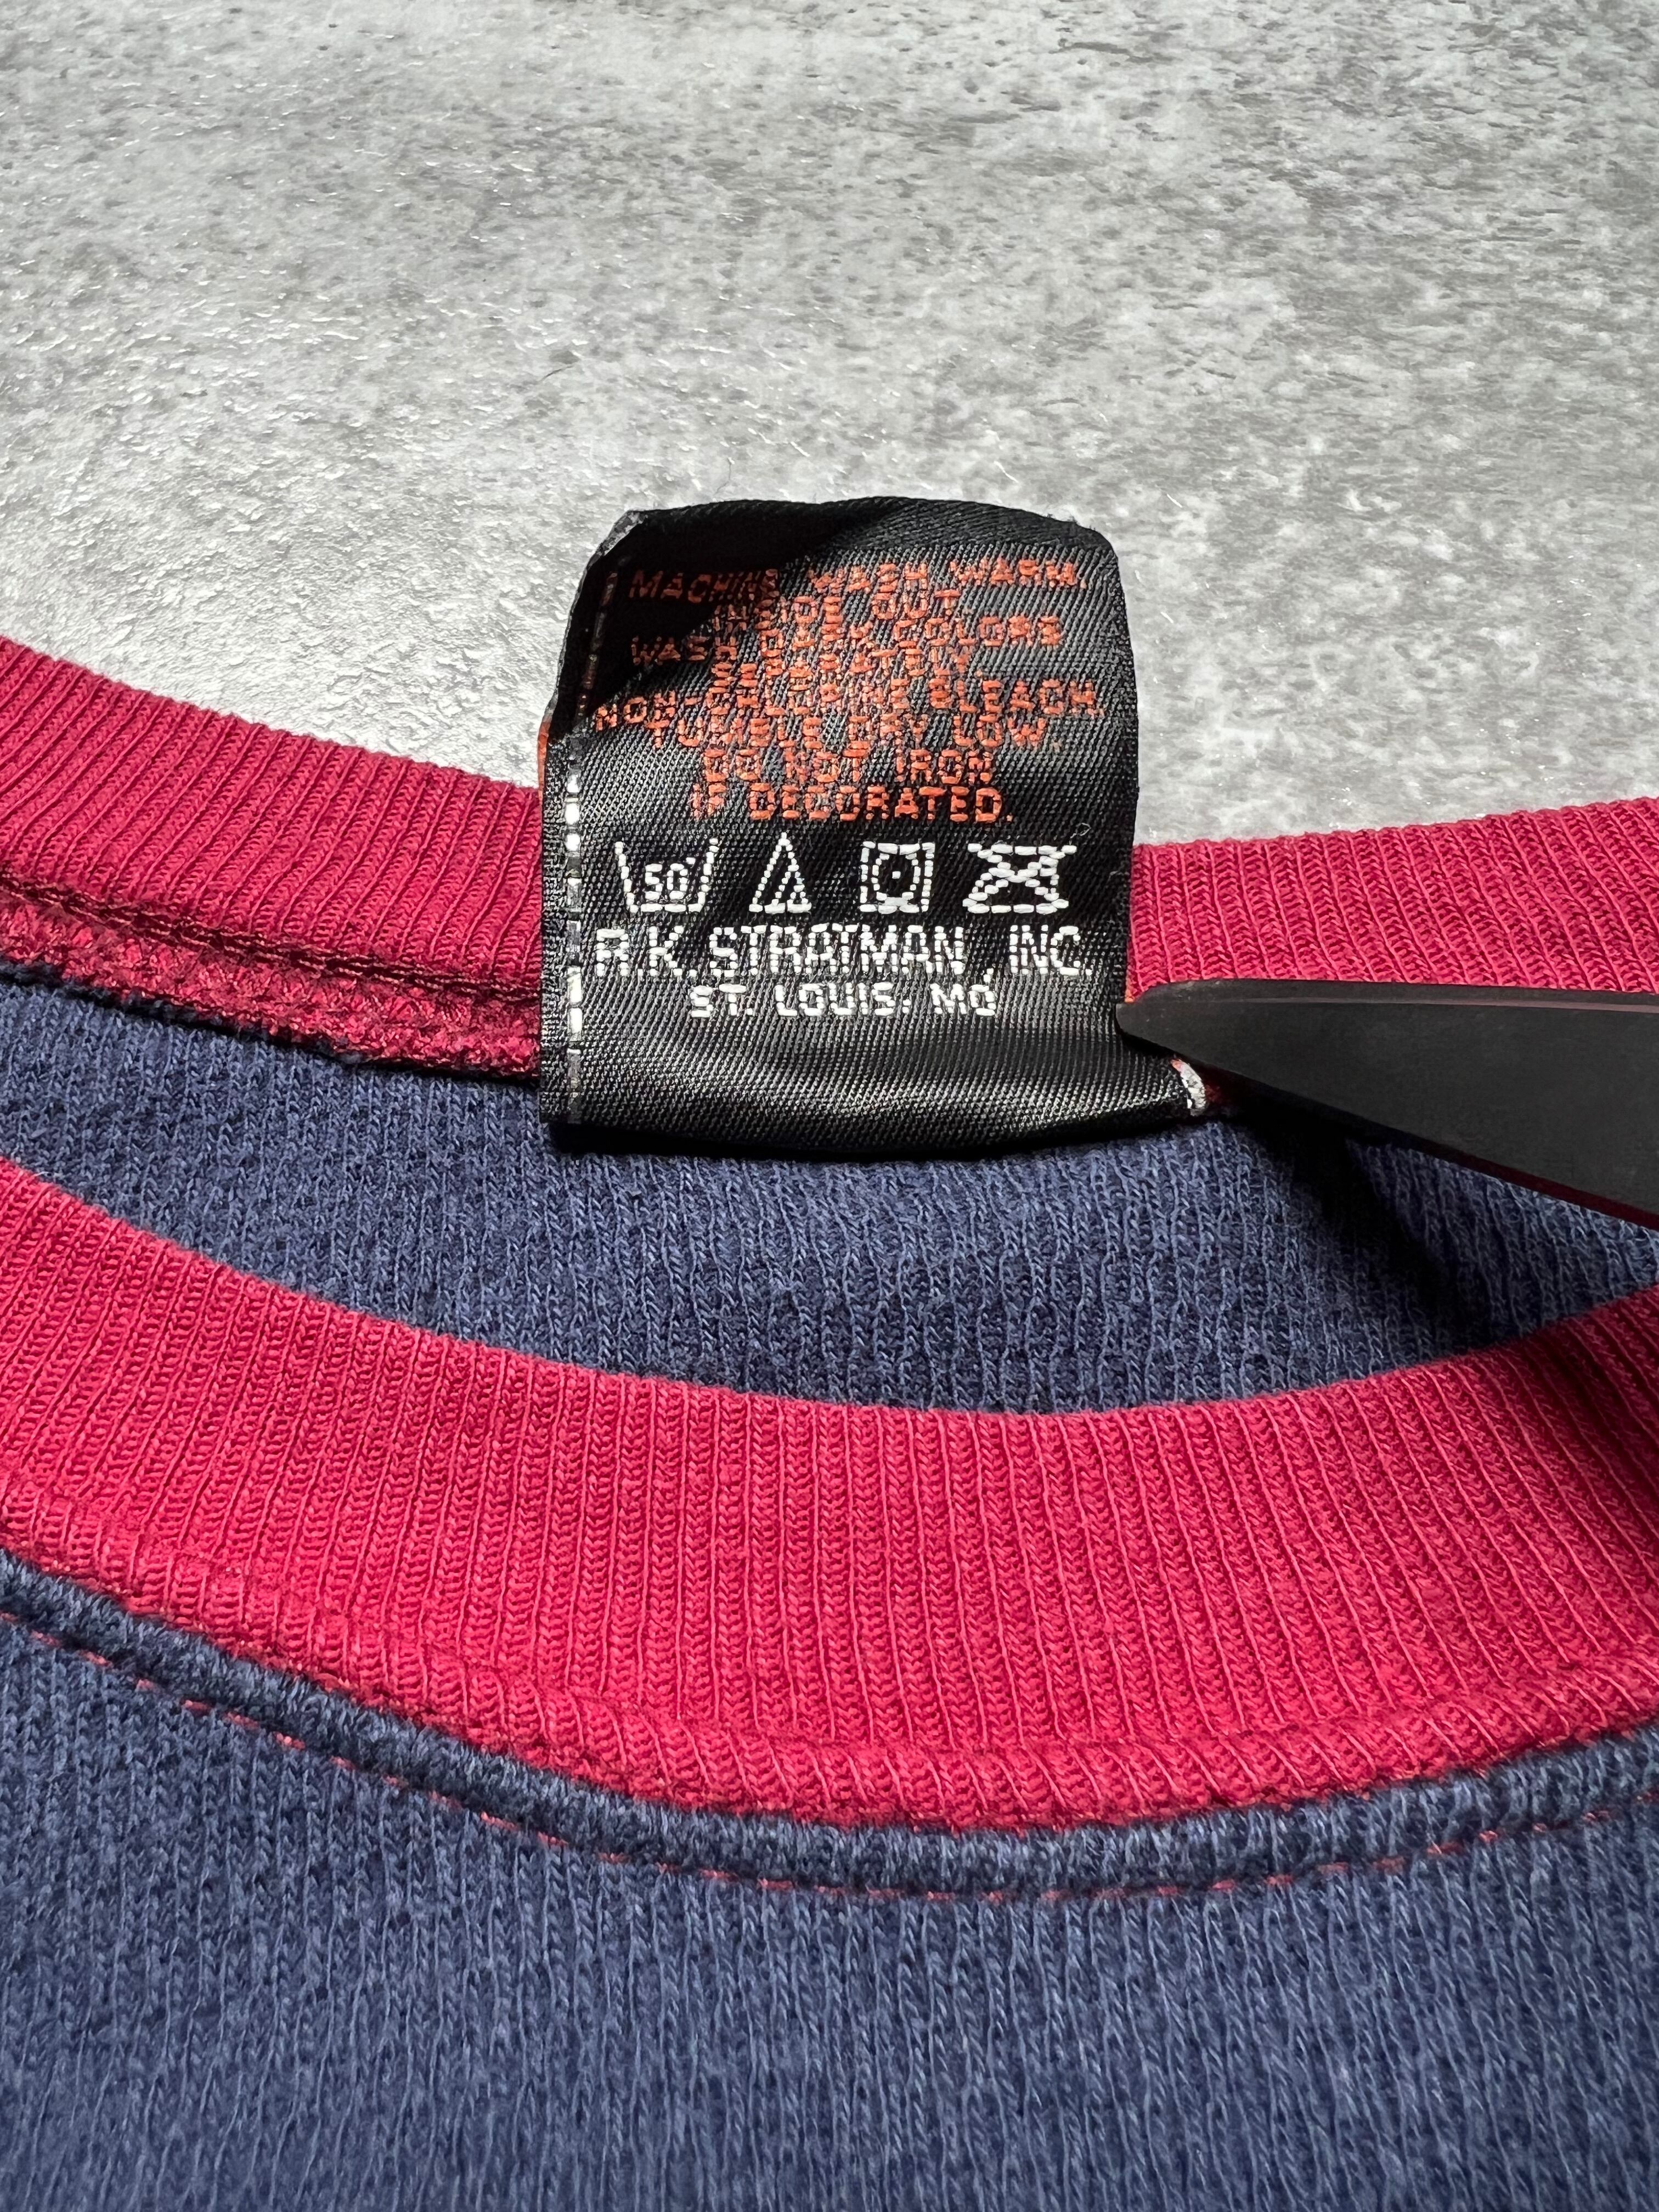 MACHINE WASH WARM.
INSIDE OUT.
WASH DARK COLORS
SEPERATELY
NON-CHLORINE BLEACH
TUMBLE DRY LOW.
DO NOT IRON
IF DECORATED.
50
R.K.STRATMAN, INC.
ST. LOUIS, MO